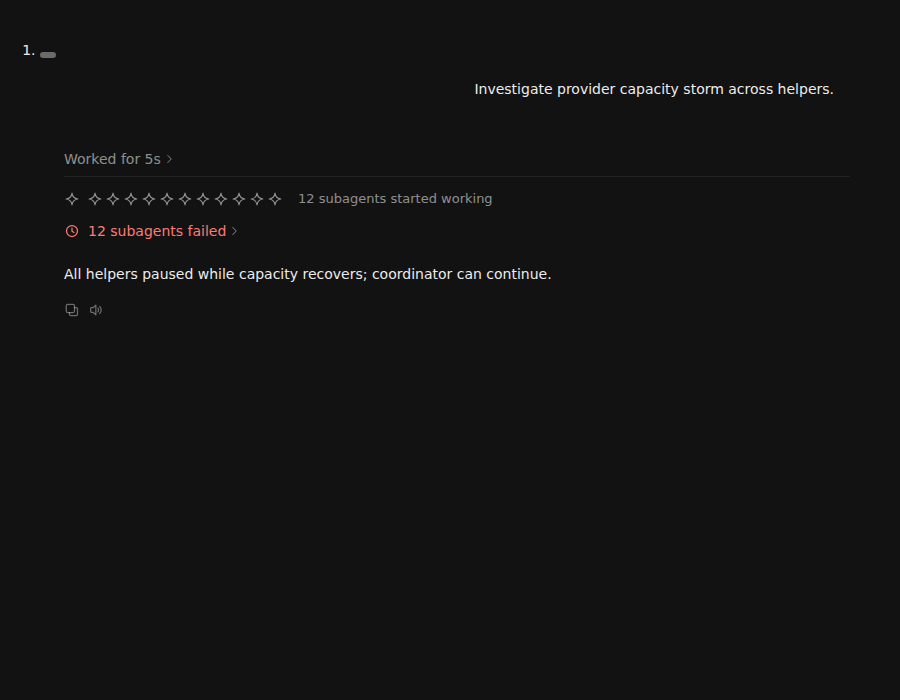 1.
Investigate provider capacity storm across helpers.
Worked for 5s
12 subagents started working
12 subagents failed
All helpers paused while capacity recovers; coordinator can continue.